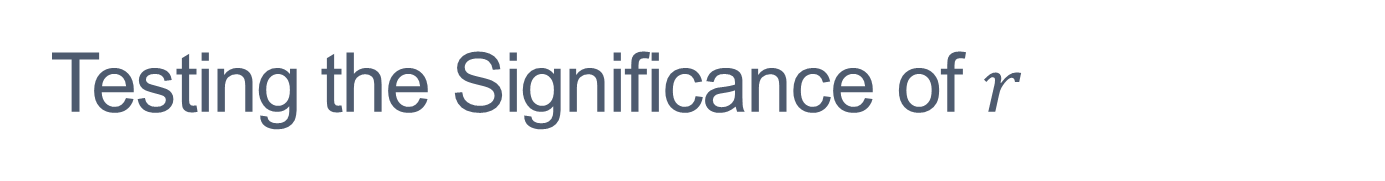 Testing the Significance of 𝑟